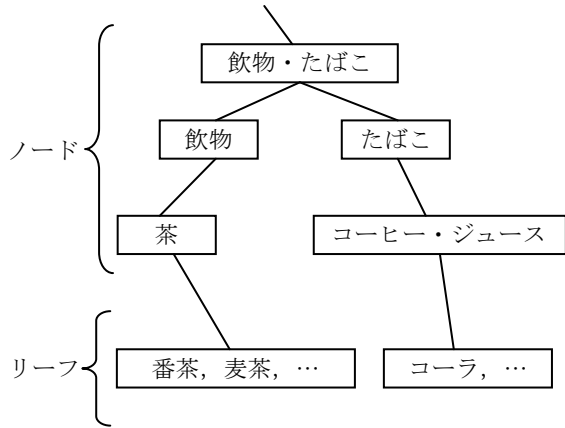 飲物・たばこ
ノード
飲物
たばこ
茶
コーヒー・ジュース
リーフ
番茶，麦茶，…
コーラ，…